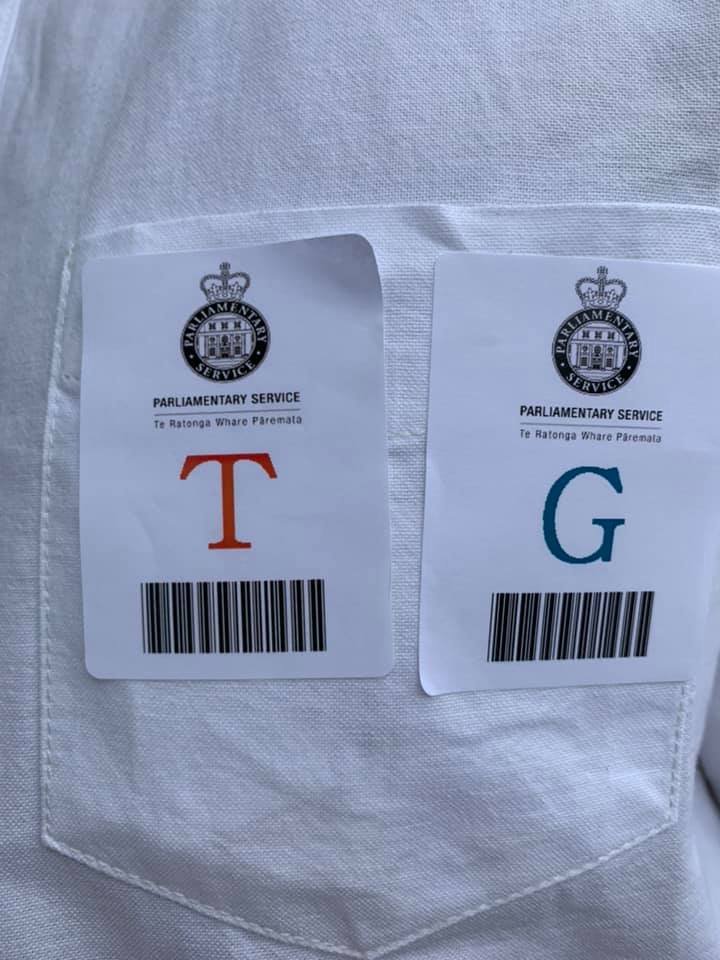 PARLIAMENTARY
SERVICE
PARLIAMENTARY SERVICE
Te Ratonga Whare Pāremata
T
PARLIAMENTARY
SERVICE
PARLIAMENTARY SERVICE
Te Ratonga Whare Pāremata
G